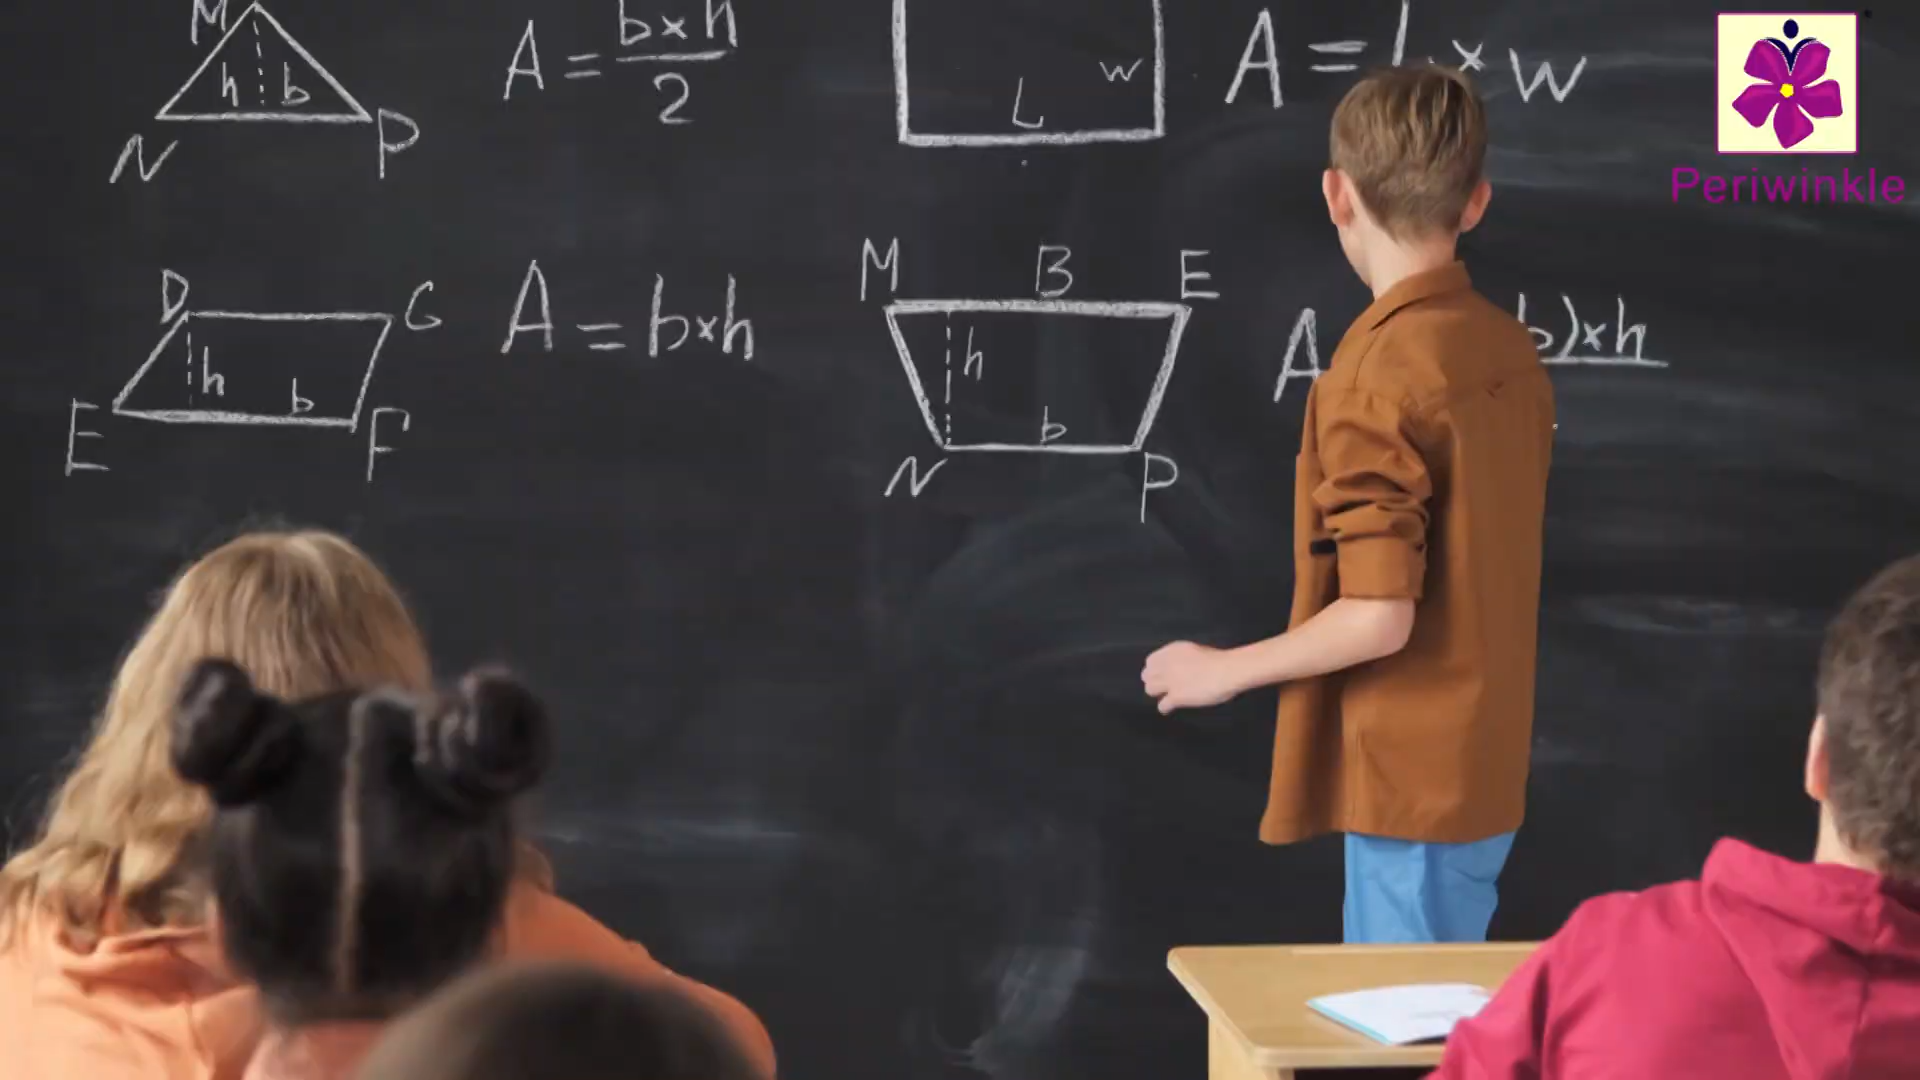 M
h b
N P
A = b×h
2
L w
A = L × w
Periwinkle
D G
h b
E F
A = b×h
M B E
h
b
N P
A b)×h